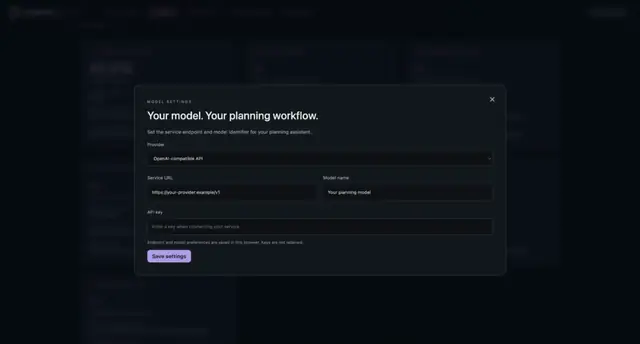 MODEL SETTINGS
Your model. Your planning workflow.
Set the service endpoint and model identifier for your planning assistant.
Provider
OpenAI-compatible API
Service URL
Model name
https://your-provider.example/v1
Your planning model
API key
Enter a key when connecting your service
Endpoint and model preferences are saved in this browser. Keys are not retained.
Save settings